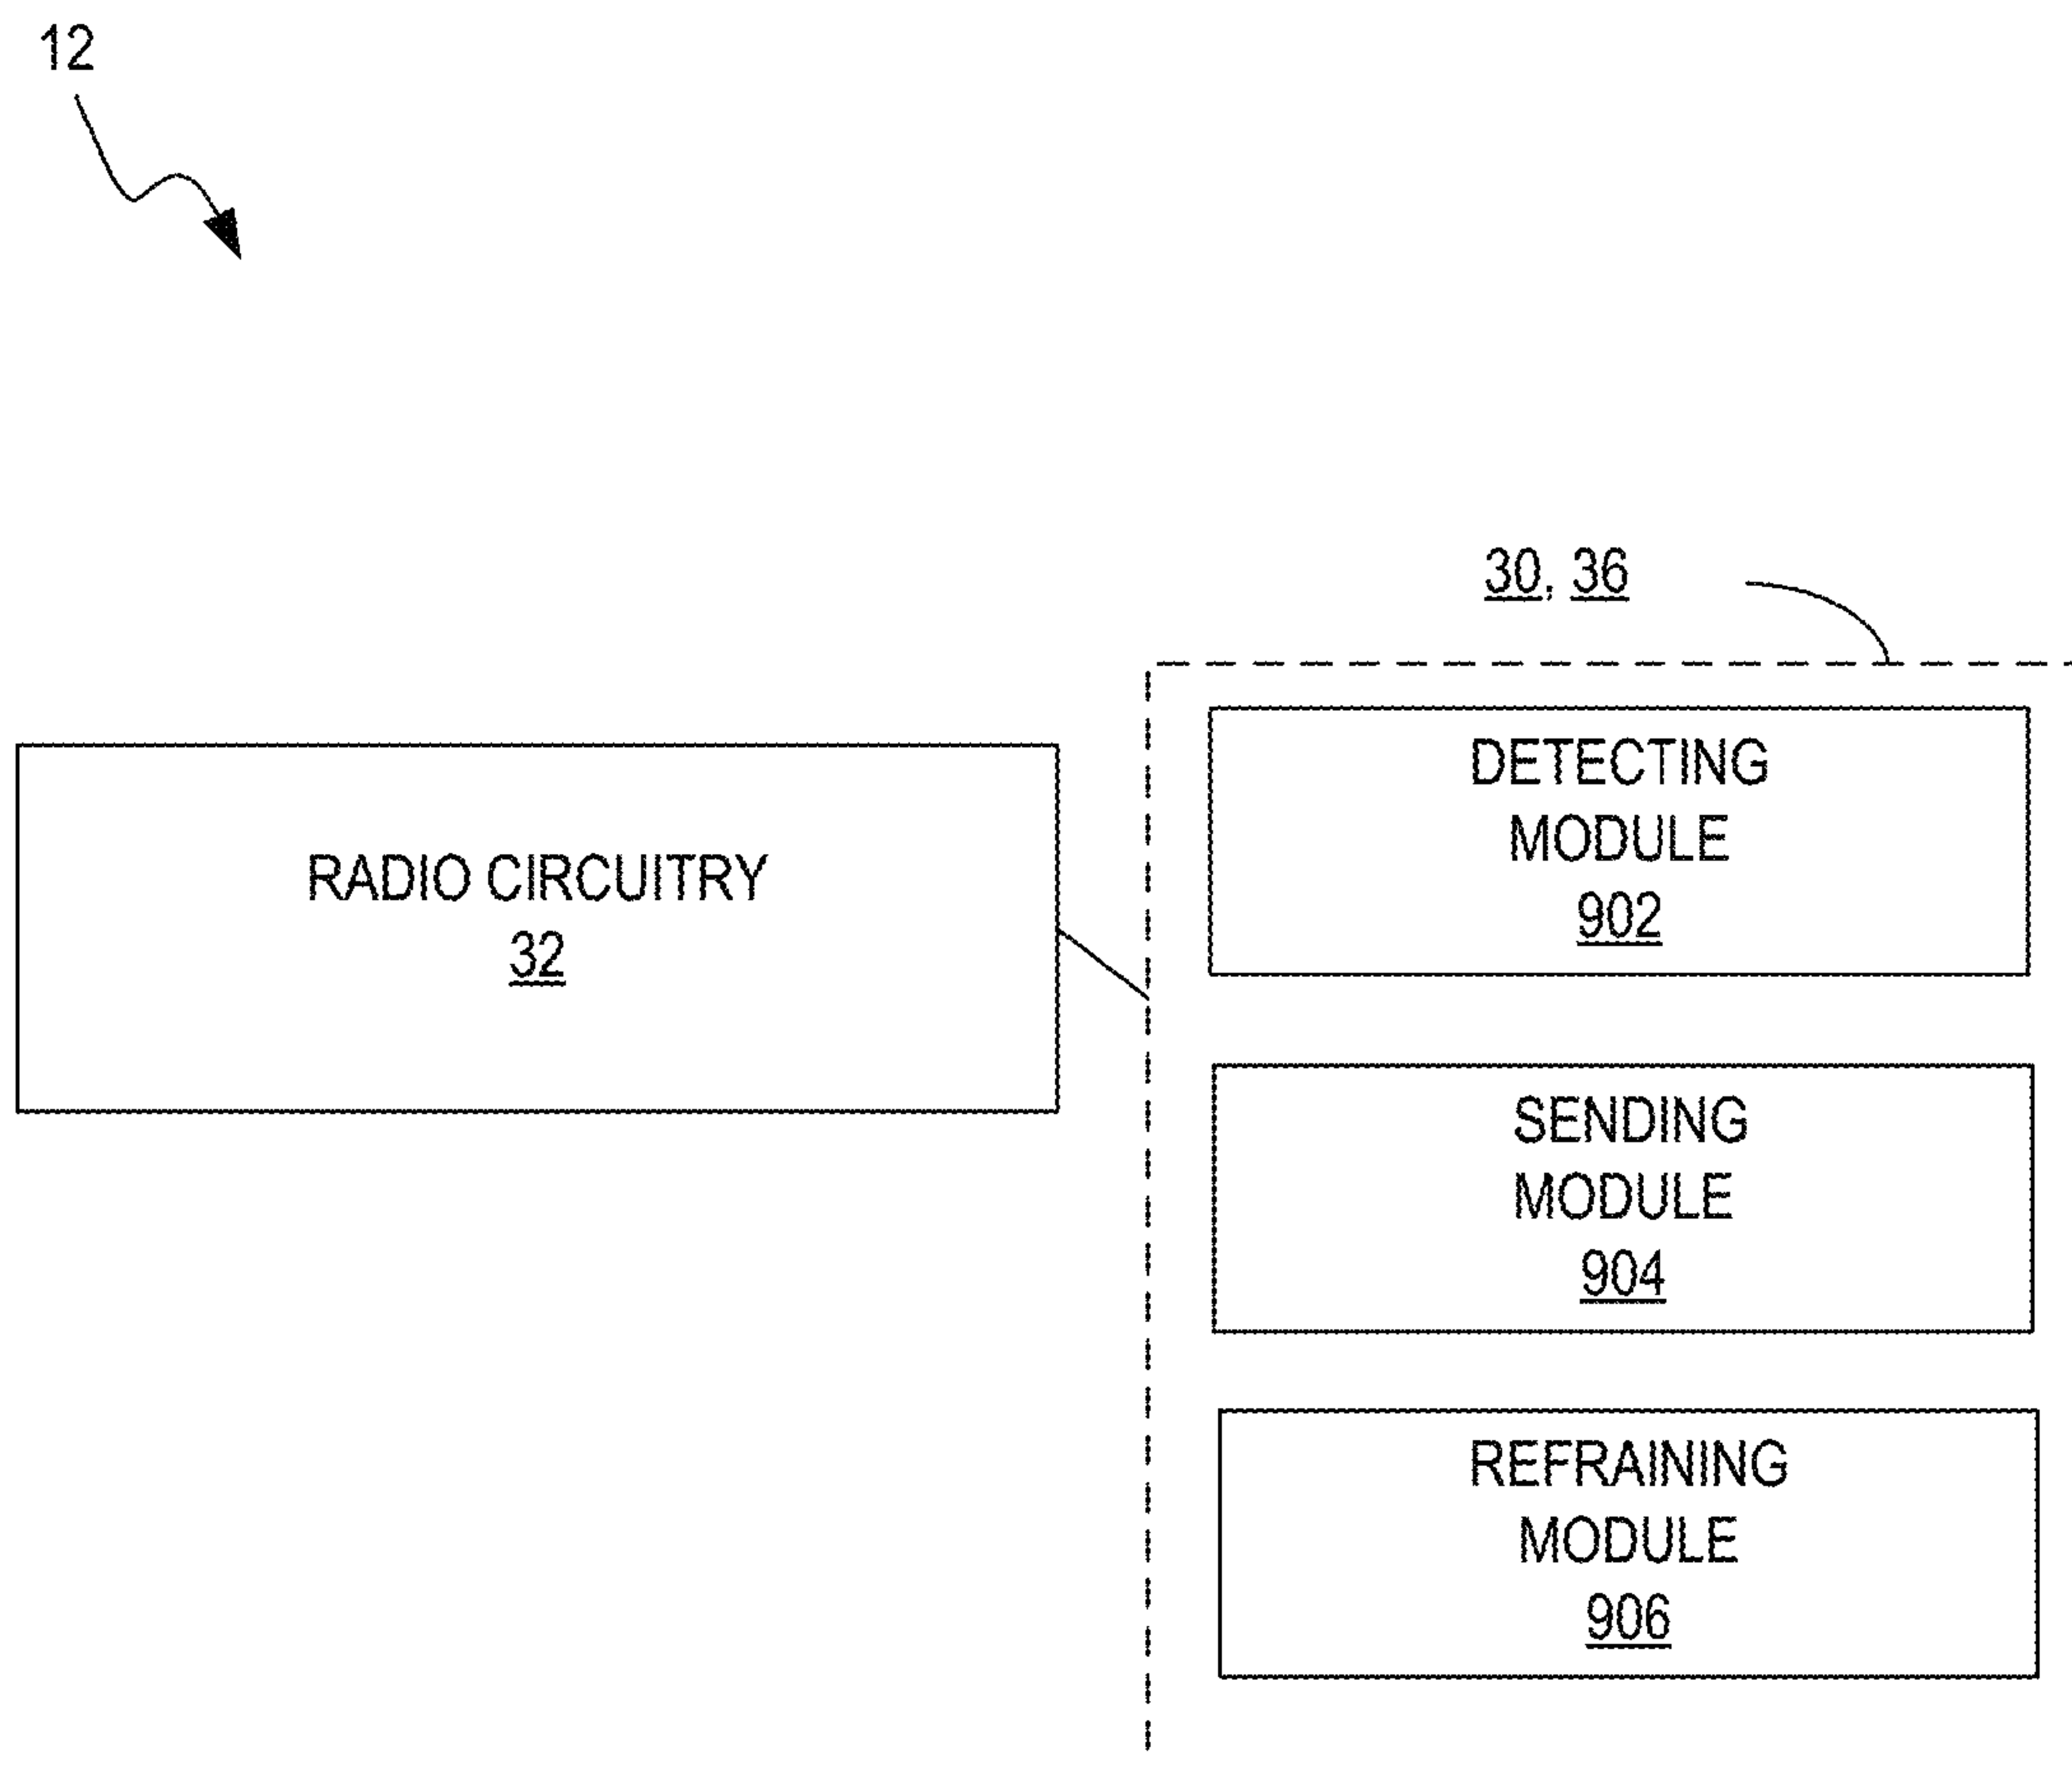 12
30, 36
RADIO CIRCUITRY
32
DETECTING
MODULE
902
SENDING
MODULE
904
REFRAINING
MODULE
906